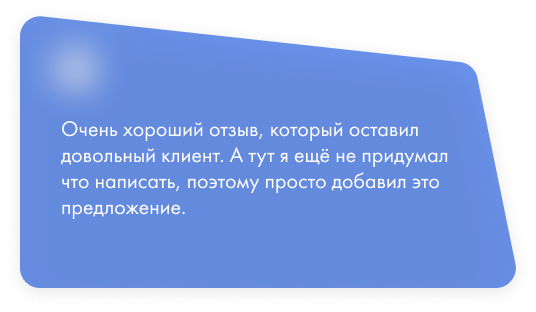 Очень хороший отзыв, который оставил
довольный клиент. А тут я ещё не придумал
что написать, поэтому просто добавил это
предложение.